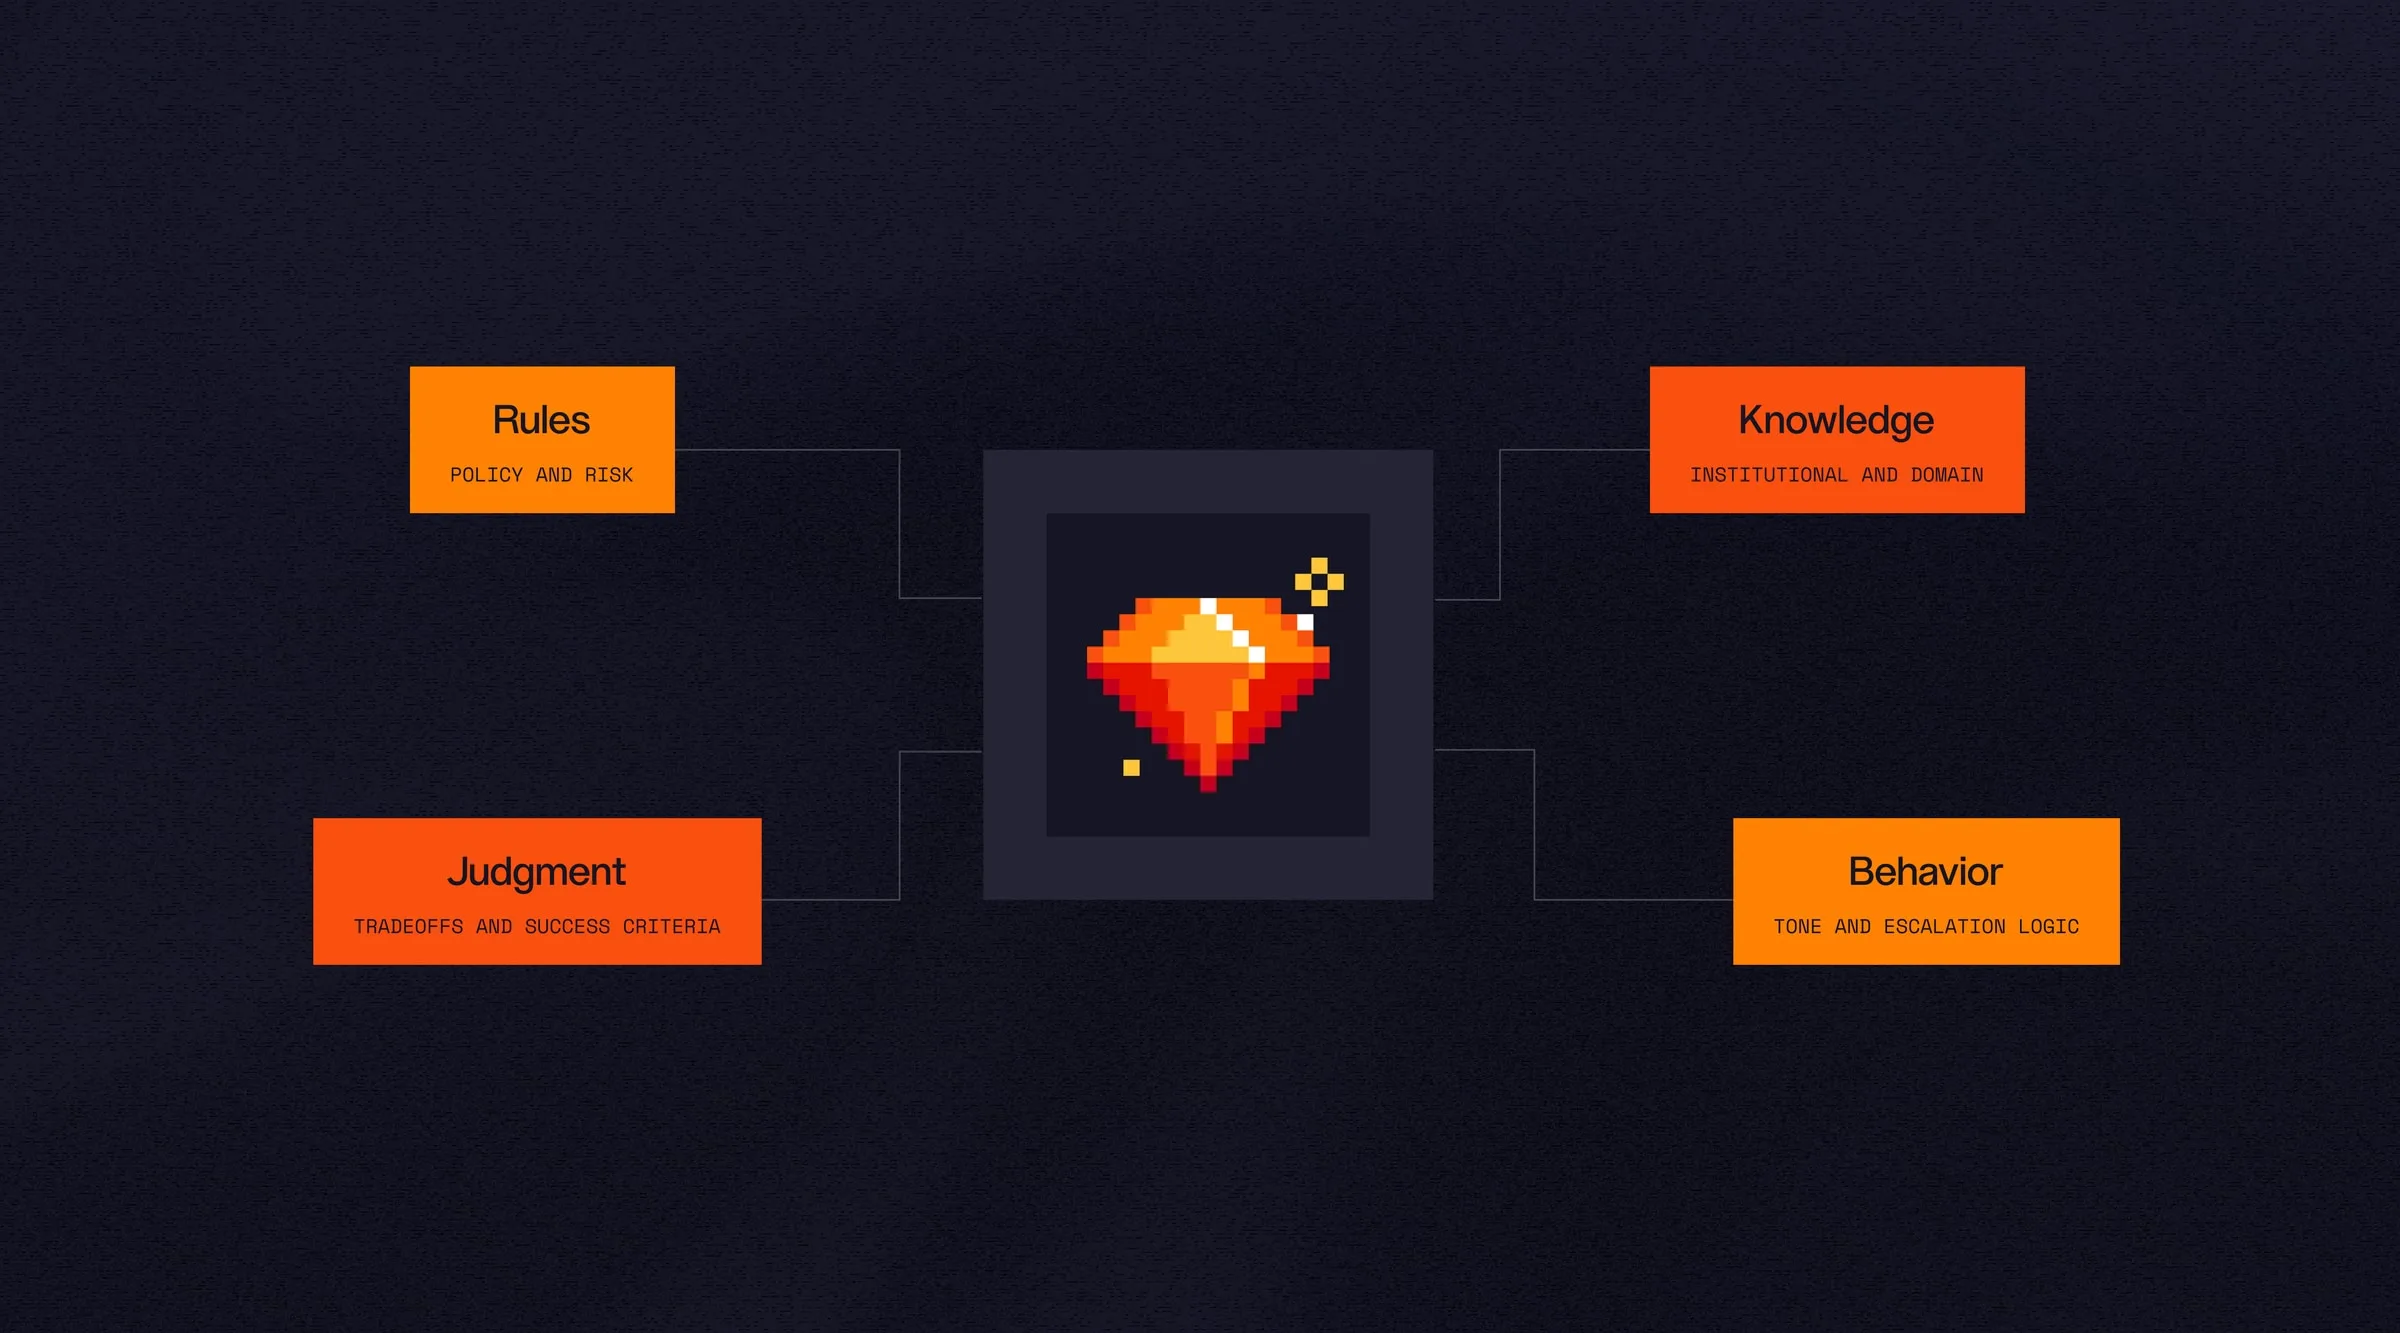 Rules
POLICY AND RISK
Knowledge
INSTITUTIONAL AND DOMAIN
Judgment
TRADEOFFS AND SUCCESS CRITERIA
Behavior
TONE AND ESCALATION LOGIC